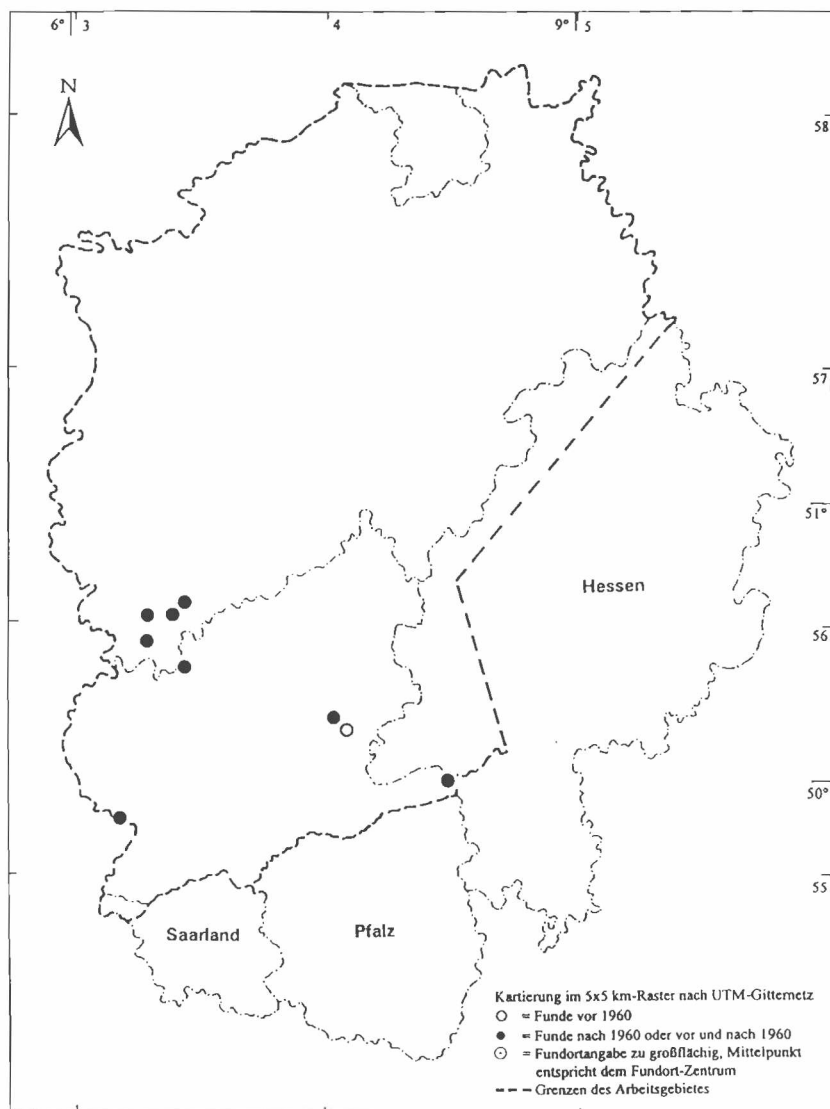 6° 3 4 9° 5
N
58
57
51°
Hessen
56
50°
55
Saarland
Pfalz
Kartierung im 5x5 km-Raster nach UTM-Gitternetz
= Funde vor 1960
= Funde nach 1960 oder vor und nach 1960
= Fundortangabe zu großflächig, Mittelpunkt
entspricht dem Fundort-Zentrum
= Grenzen des Arbeitsgebietes